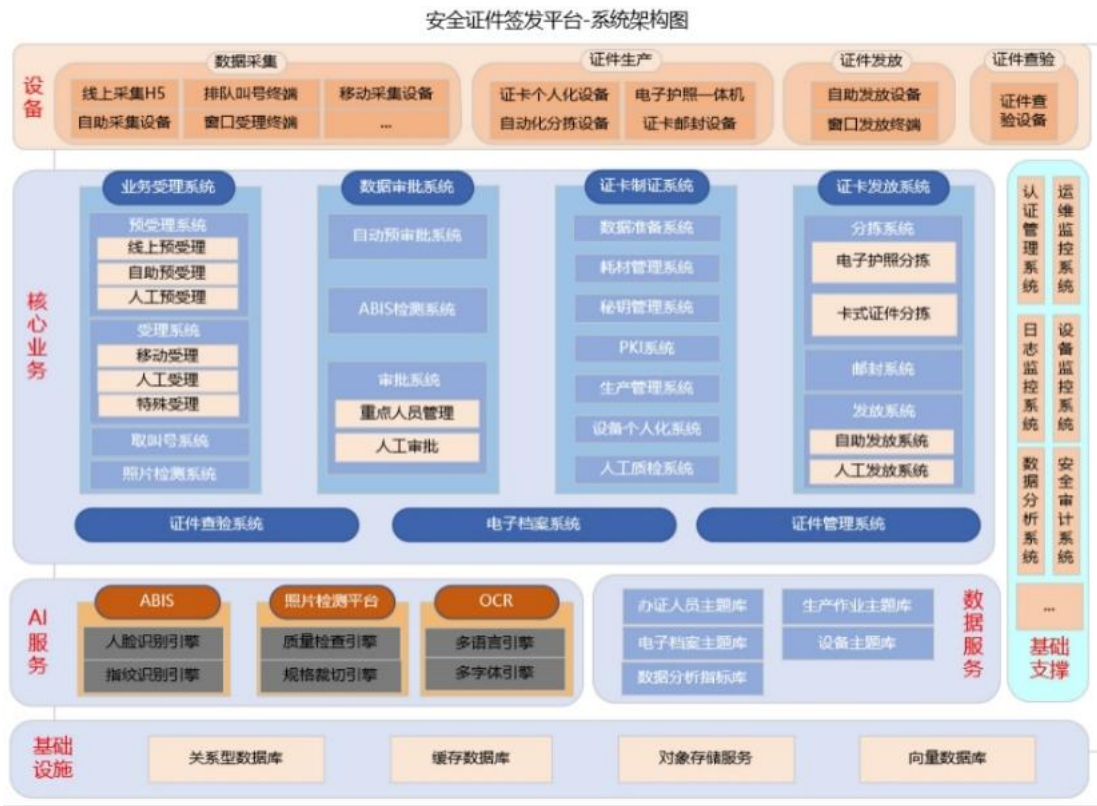 安全证件签发平台-系统架构图
设备
数据采集
线上采集H5
排队叫号终端
移动采集设备
自助采集设备
窗口受理终端
...
证件生产
证卡个人化设备
电子护照一体机
自动化分拣设备
证卡邮封设备
证件发放
自助发放设备
窗口发放终端
证件查验
证件查
验设备
核心业务
业务受理系统
预受理系统
线上预受理
自助预受理
人工预受理
受理系统
移动受理
人工受理
特殊受理
取叫号系统
照片检测系统
数据审批系统
自动预审批系统
ABIS检测系统
审批系统
重点人员管理
人工审批
证卡制证系统
数据准备系统
耗材管理系统
秘钥管理系统
PKI系统
生产管理系统
设备个人化系统
人工质检系统
证卡发放系统
分拣系统
电子护照分拣
卡式证件分拣
邮封系统
发放系统
自助发放系统
人工发放系统
证件查验系统
电子档案系统
证件管理系统
认证管理系统
运维监控系统
日志监控系统
设备监控系统
数据分析系统
安全审计系统
...
基础
支撑
AI
服务
ABIS
人脸识别引擎
指纹识别引擎
照片检测平台
质量检查引擎
规格裁切引擎
OCR
多语言引擎
多字体引擎
数据服务
办证人员主题库
生产作业主题库
电子档案主题库
设备主题库
数据分析指标库
基础
设施
关系型数据库
缓存数据库
对象存储服务
向量数据库